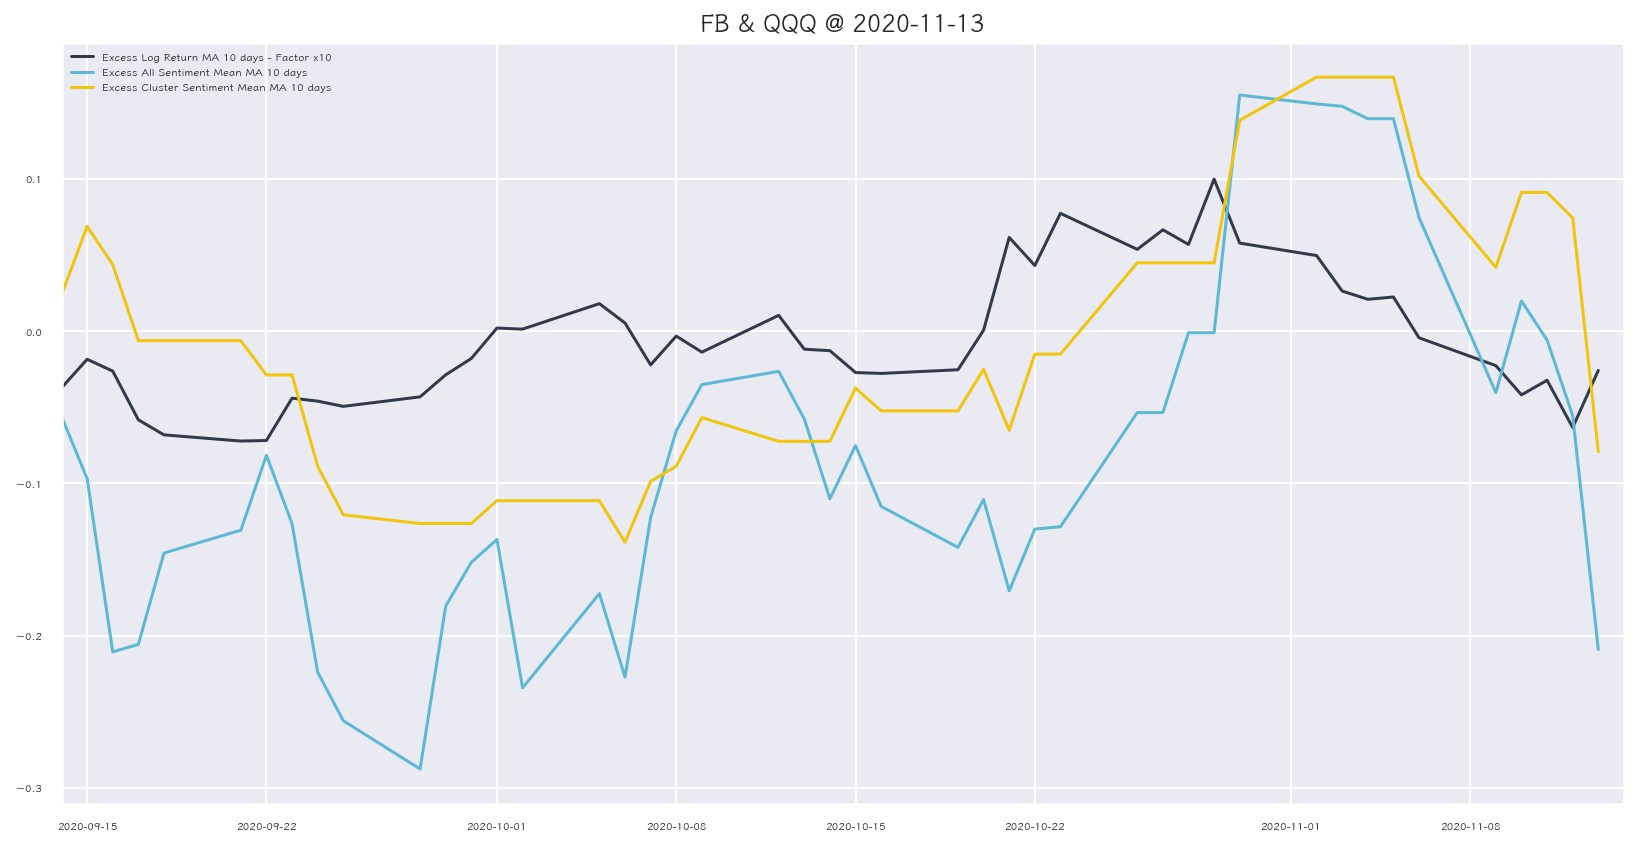 FB & QQQ @ 2020-11-13
Excess Log Return MA 10 days - Factor x10
Excess All Sentiment Mean MA 10 days
Excess Cluster Sentiment Mean MA 10 days
0.1
0.0
−0.1
−0.2
−0.3
2020-09-15 2020-09-22 2020-10-01 2020-10-08 2020-10-15 2020-10-22 2020-11-01 2020-11-08